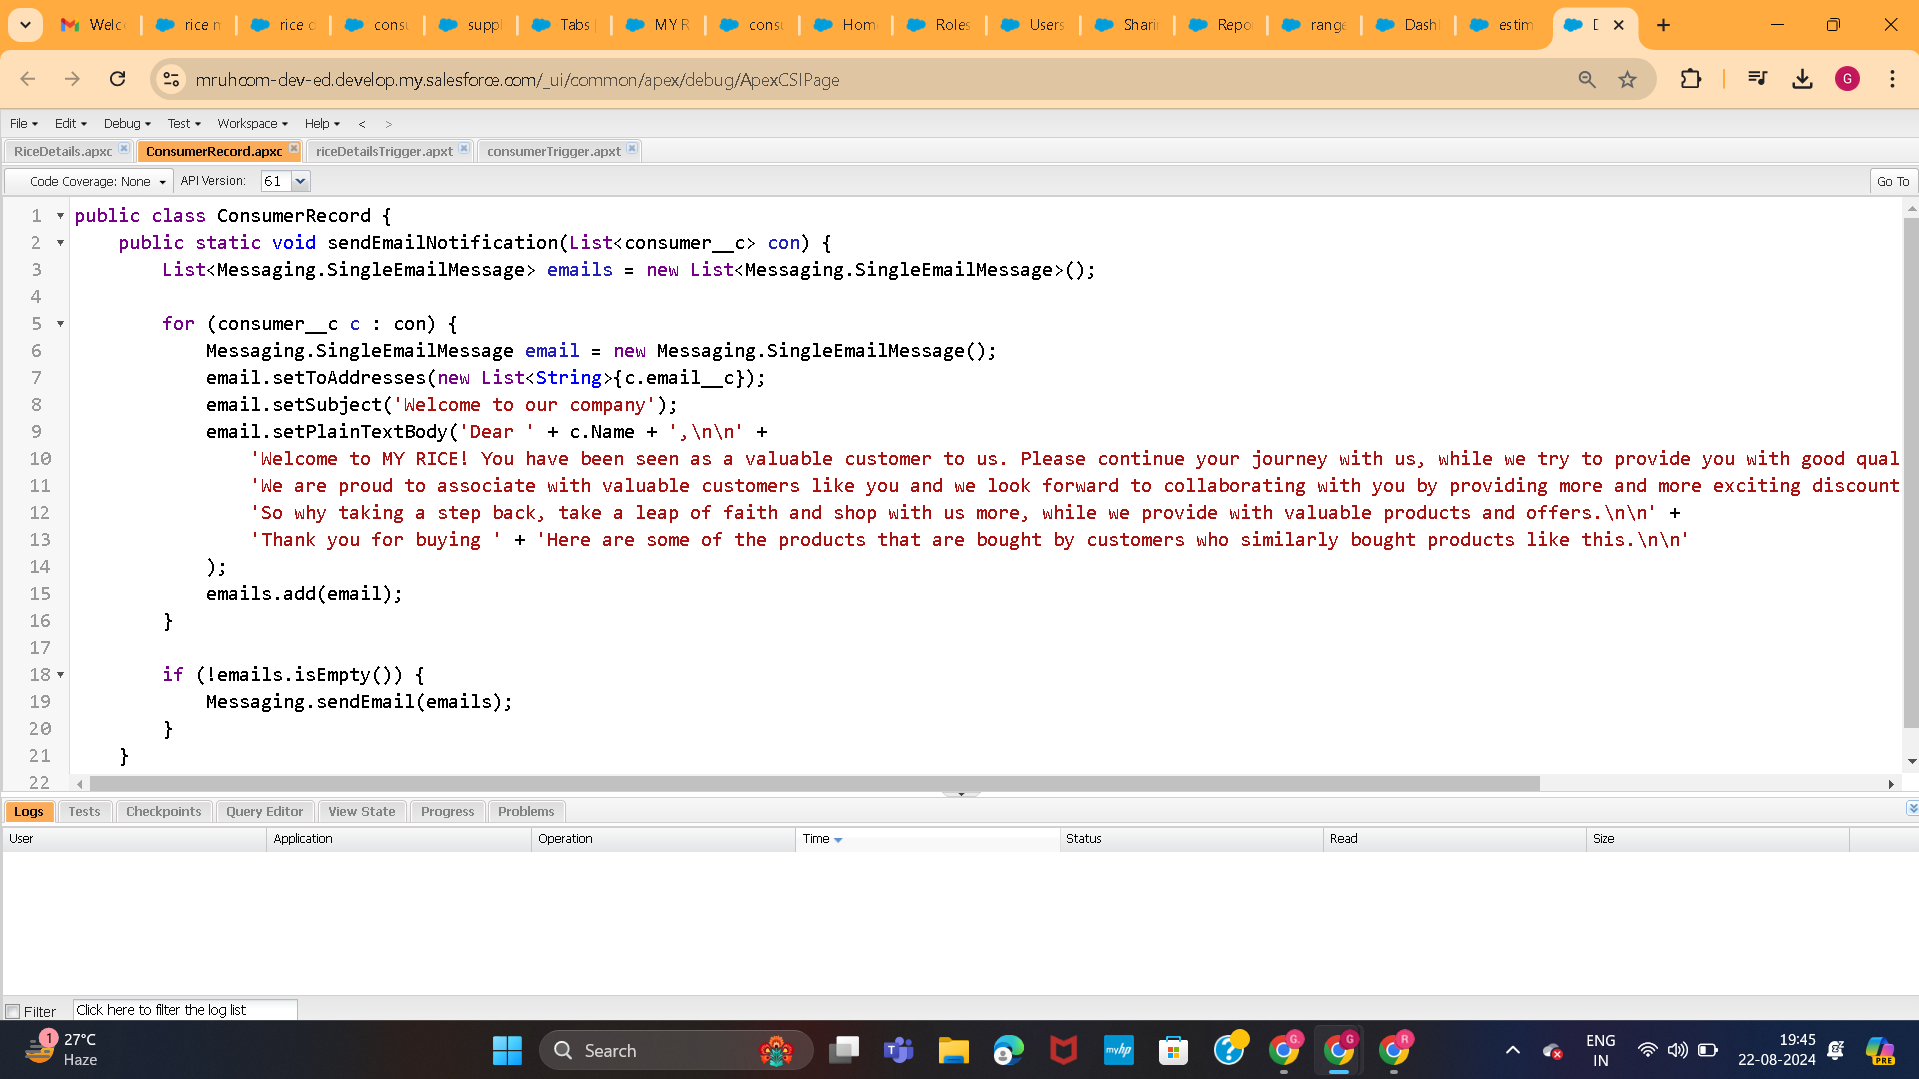 Welc
rice n
rice c
consu
suppl
Tabs
MY R
consu
Home
Roles
Users
Sharin
Repo
range
Dashl
estim
mruhcom-dev-ed.develop.my.salesforce.com/_ui/common/apex/debug/ApexCSIPage
G
File Edit Debug Test Workspace Help < >
RiceDetails.apxc ConsumerRecord.apxc riceDetailsTrigger.apxt consumerTrigger.apxt
Code Coverage: None API Version: 61 Go To
1 public class ConsumerRecord {
2 public static void sendEmailNotification(List<consumer__c> con) {
3 List<Messaging.SingleEmailMessage> emails = new List<Messaging.SingleEmailMessage>();
4
5 for (consumer__c c : con) {
6 Messaging.SingleEmailMessage email = new Messaging.SingleEmailMessage();
7 email.setToAddresses(new List<String>{c.email__c});
8 email.setSubject('Welcome to our company');
9 email.setPlainTextBody('Dear ' + c.Name + ',\n\n' +
10 'Welcome to MY RICE! You have been seen as a valuable customer to us. Please continue your journey with us, while we try to provide you with good qual
11 'We are proud to associate with valuable customers like you and we look forward to collaborating with you by providing more and more exciting discount
12 'So why taking a step back, take a leap of faith and shop with us more, while we provide with valuable products and offers.\n\n' +
13 'Thank you for buying ' + 'Here are some of the products that are bought by customers who similarly bought products like this.\n\n'
14 );
15 emails.add(email);
16 }
17
18 if (!emails.isEmpty()) {
19 Messaging.sendEmail(emails);
20 }
21 }
22
Logs Tests Checkpoints Query Editor View State Progress Problems
User Application Operation Time Status Read Size
Filter Click here to filter the log list
1 27°C
Haze
Search
myhp
G G R
ENG
IN
19:45
22-08-2024
PRE